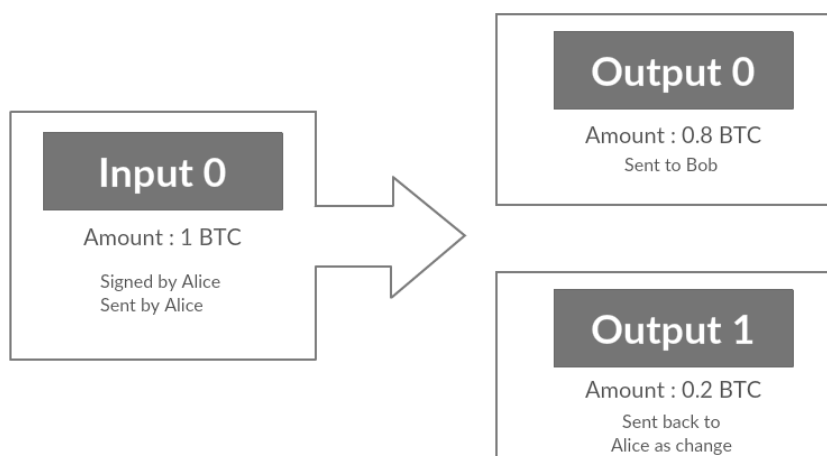 Input 0
Amount : 1 BTC
Signed by Alice
Sent by Alice
Output 0
Amount : 0.8 BTC
Sent to Bob
Output 1
Amount : 0.2 BTC
Sent back to
Alice as change